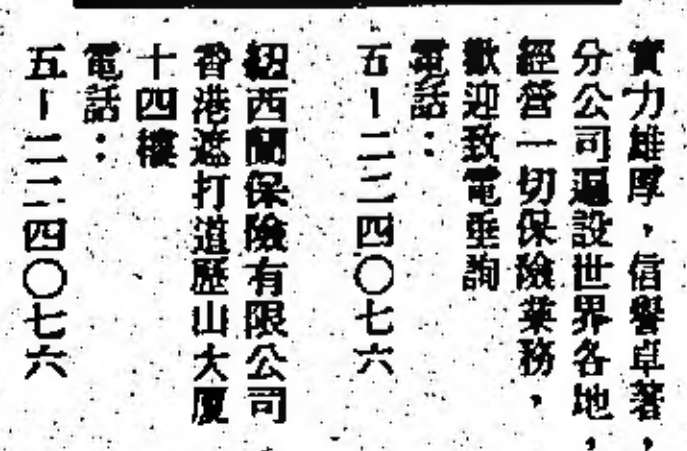 實力雄厚，信譽卓著，
分公司遍設世界各地，
經營一切保險業務，
歡迎致電垂詢
電話：
五–二二四〇七六
紐西蘭保險有限公司
香港遮打道歷山大廈
十四樓
電話：
五–二二四〇七六